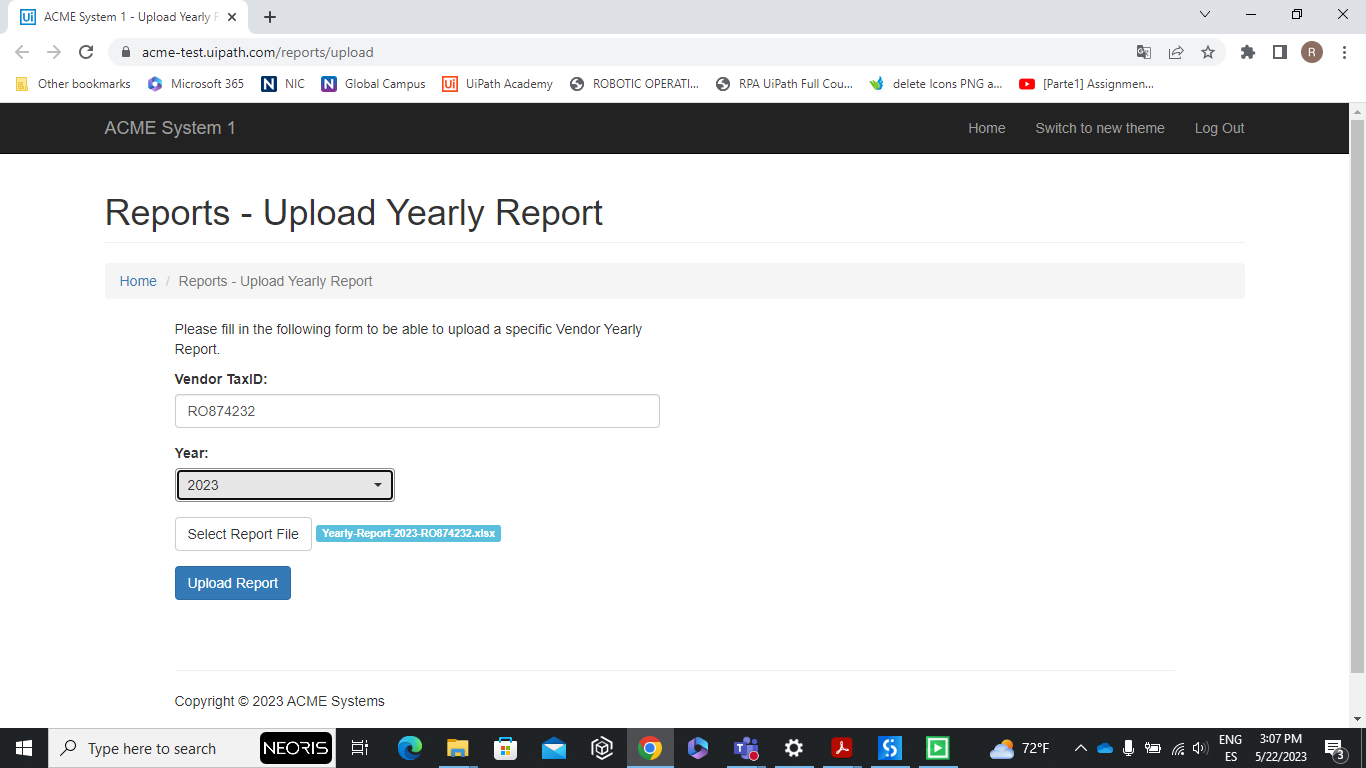 Ui ACME System 1 - Upload Yearly R
acme-test.uipath.com/reports/upload
R
Other bookmarks
Microsoft 365
N NIC
N Global Campus
Ui UiPath Academy
ROBOTIC OPERATI...
RPA UiPath Full Cou...
delete Icons PNG a...
[Parte1] Assignmen...
ACME System 1
Home
Switch to new theme
Log Out
Reports - Upload Yearly Report
Home / Reports - Upload Yearly Report
Please fill in the following form to be able to upload a specific Vendor Yearly
Report.
Vendor TaxID:
RO874232
Year:
2023
Select Report File Yearly-Report-2023-RO874232.xlsx
Upload Report
Copyright © 2023 ACME Systems
Type here to search
NEORIS
72°F
ENG
ES
3:07 PM
5/22/2023
3